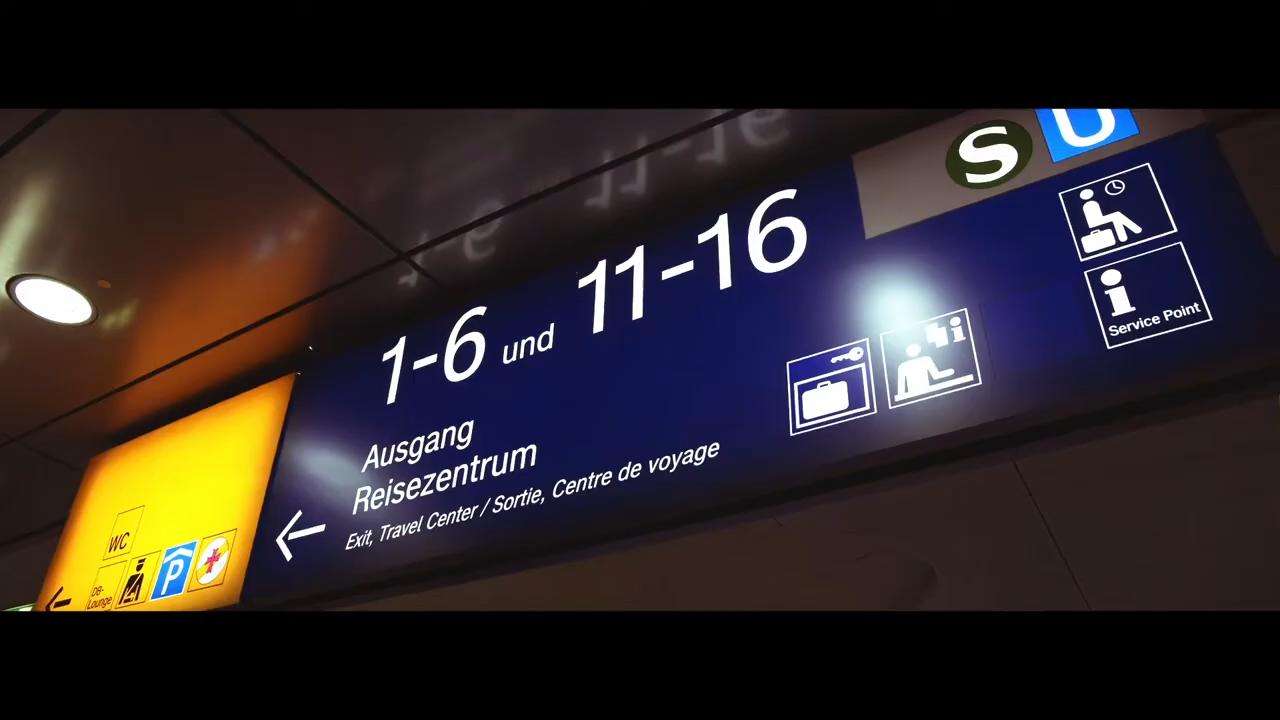 S U
1-6 und 11-16
Service Point
Ausgang
Reisezentrum
Exit, Travel Center / Sortie, Centre de voyage
WC
DB-
Lounge
P